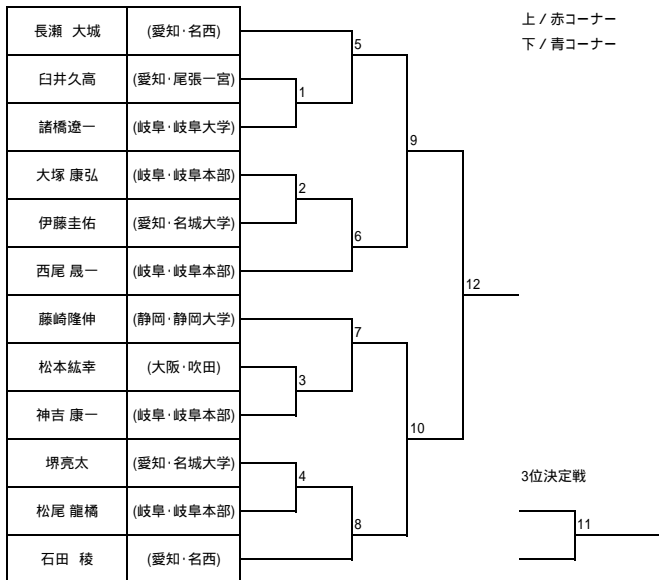 長瀬 大城 (愛知・名西)
臼井久高 (愛知・尾張一宮)
諸橋遼一 (岐阜・岐阜大学)
大塚 康弘 (岐阜・岐阜本部)
伊藤圭佑 (愛知・名城大学)
西尾 晟一 (岐阜・岐阜本部)
藤崎隆伸 (静岡・静岡大学)
松本紘幸 (大阪・吹田)
神吉 康一 (岐阜・岐阜本部)
堺亮太 (愛知・名城大学)
松尾 龍橘 (岐阜・岐阜本部)
石田 稜 (愛知・名西)
1
2
3
4
5
6
7
8
9
10
12
上 / 赤コーナー
下 / 青コーナー
3位決定戦
11